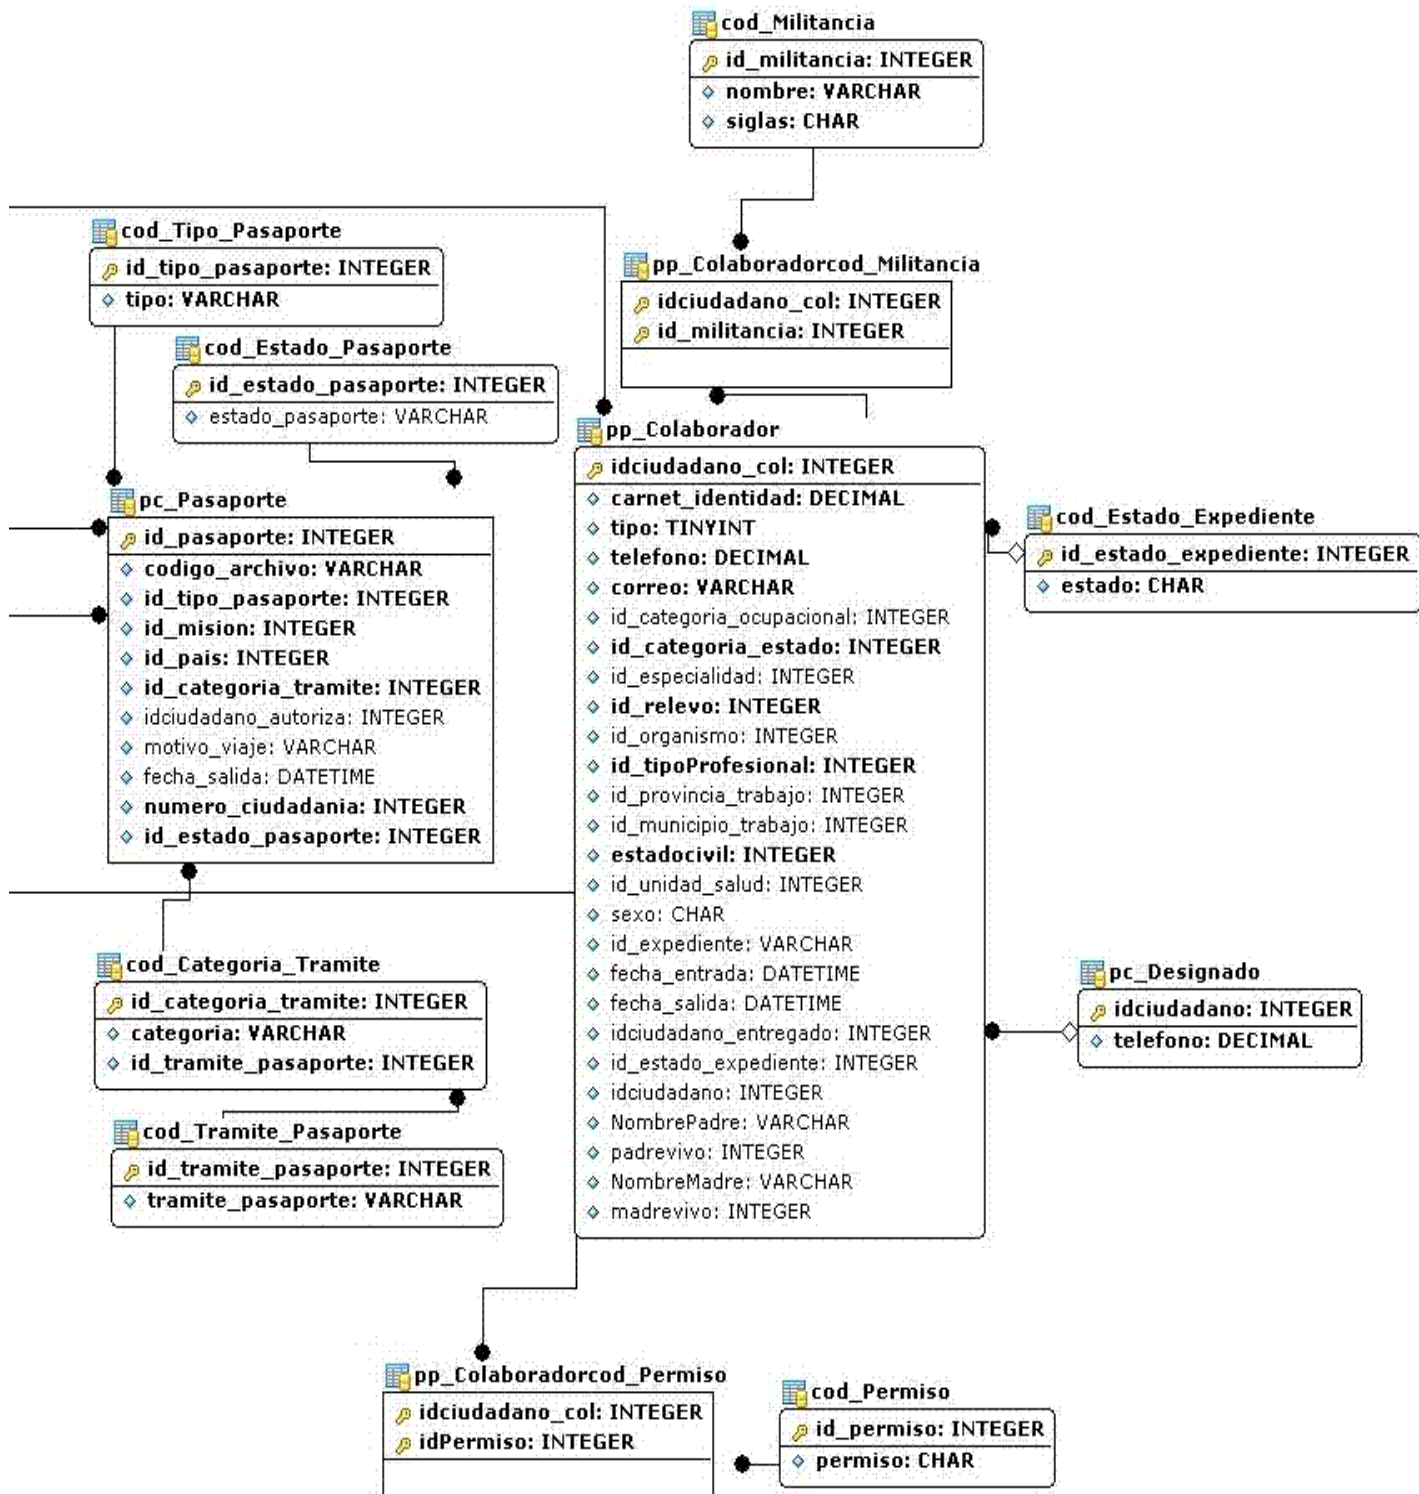 cod_Militancia
id_militancia: INTEGER
nombre: VARCHAR
siglas: CHAR
cod_Tipo_Pasaporte
id_tipo_pasaporte: INTEGER
tipo: VARCHAR
pp_Colaboradorcod_Militancia
idciudadano_col: INTEGER
id_militancia: INTEGER
cod_Estado_Pasaporte
id_estado_pasaporte: INTEGER
estado_pasaporte: VARCHAR
pc_Pasaporte
id_pasaporte: INTEGER
codigo_archivo: VARCHAR
id_tipo_pasaporte: INTEGER
id_mision: INTEGER
id_pais: INTEGER
id_categoria_tramite: INTEGER
idciudadano_autoriza: INTEGER
motivo_viaje: VARCHAR
fecha_salida: DATETIME
numero_ciudadania: INTEGER
id_estado_pasaporte: INTEGER
pp_Colaborador
idciudadano_col: INTEGER
carnet_identidad: DECIMAL
tipo: TINYINT
telefono: DECIMAL
correo: VARCHAR
id_categoria_ocupacional: INTEGER
id_categoria_estado: INTEGER
id_especialidad: INTEGER
id_relevo: INTEGER
id_organismo: INTEGER
id_tipoProfesional: INTEGER
id_provincia_trabajo: INTEGER
id_municipio_trabajo: INTEGER
estadocivil: INTEGER
id_unidad_salud: INTEGER
sexo: CHAR
id_expediente: VARCHAR
fecha_entrada: DATETIME
fecha_salida: DATETIME
idciudadano_entregado: INTEGER
id_estado_expediente: INTEGER
idciudadano: INTEGER
NombrePadre: VARCHAR
padrevivo: INTEGER
NombreMadre: VARCHAR
madrevivo: INTEGER
cod_Estado_Expediente
id_estado_expediente: INTEGER
estado: CHAR
cod_Categoria_Tramite
id_categoria_tramite: INTEGER
categoria: VARCHAR
id_tramite_pasaporte: INTEGER
pc_Designado
idciudadano: INTEGER
telefono: DECIMAL
cod_Tramite_Pasaporte
id_tramite_pasaporte: INTEGER
tramite_pasaporte: VARCHAR
pp_Colaboradorcod_Permiso
idciudadano_col: INTEGER
idPermiso: INTEGER
cod_Permiso
id_permiso: INTEGER
permiso: CHAR